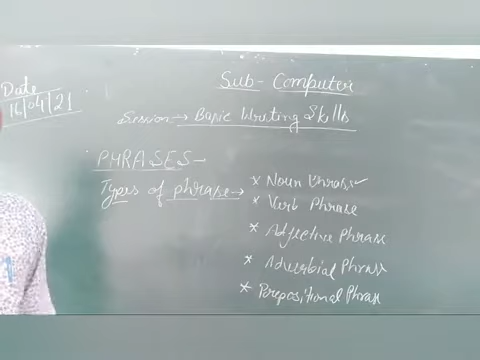 Sub- Computer
Date
16/04/21
Session → Basic Writing Skills
PHRASES-
Types of phrase → * Noun Phrase
* Verb Phrase
* Adjective Phrase
* Adverbial Phrase
* Prepositional Phrase